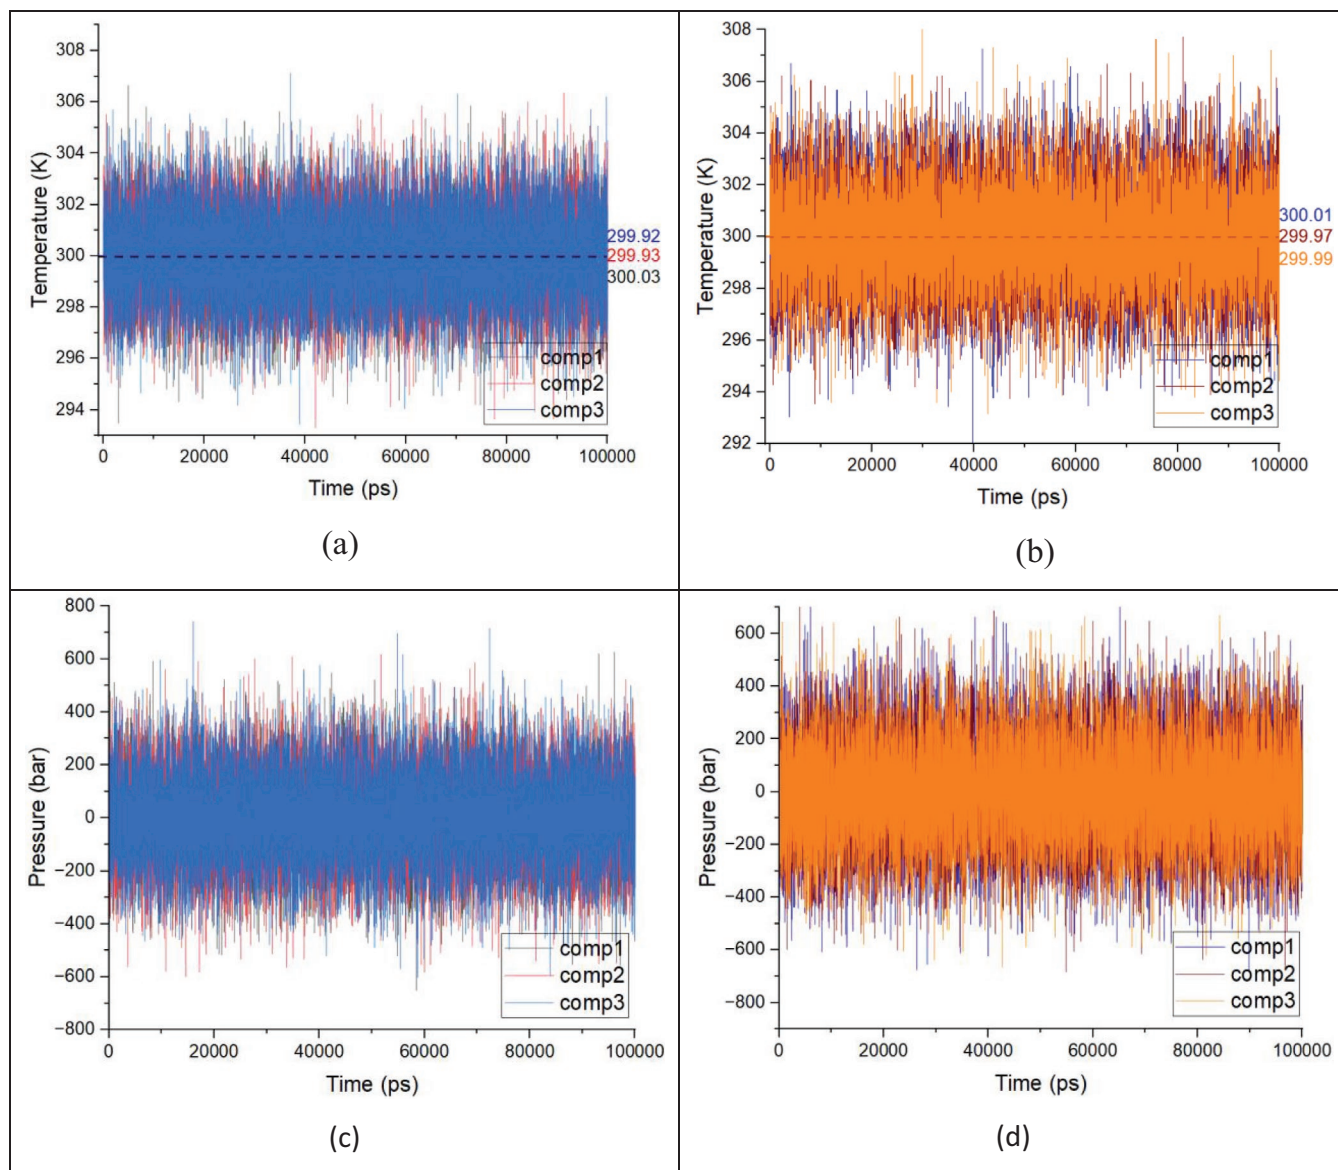 308
306
304
302
300
298
296
294
Temperature (K)
299.92
299.93
300.03
comp1
comp2
comp3
0
20000
40000
60000
80000
100000
Time (ps)
(a)
308
306
304
302
300
298
296
294
292
Temperature (K)
300.01
299.97
299.99
comp1
comp2
comp3
0
20000
40000
60000
80000
100000
Time (ps)
(b)
800
600
400
200
0
−200
−400
−600
−800
Pressure (bar)
comp1
comp2
comp3
0
20000
40000
60000
80000
100000
Time (ps)
(c)
600
400
200
0
−200
−400
−600
−800
Pressure (bar)
comp1
comp2
comp3
0
20000
40000
60000
80000
100000
Time (ps)
(d)